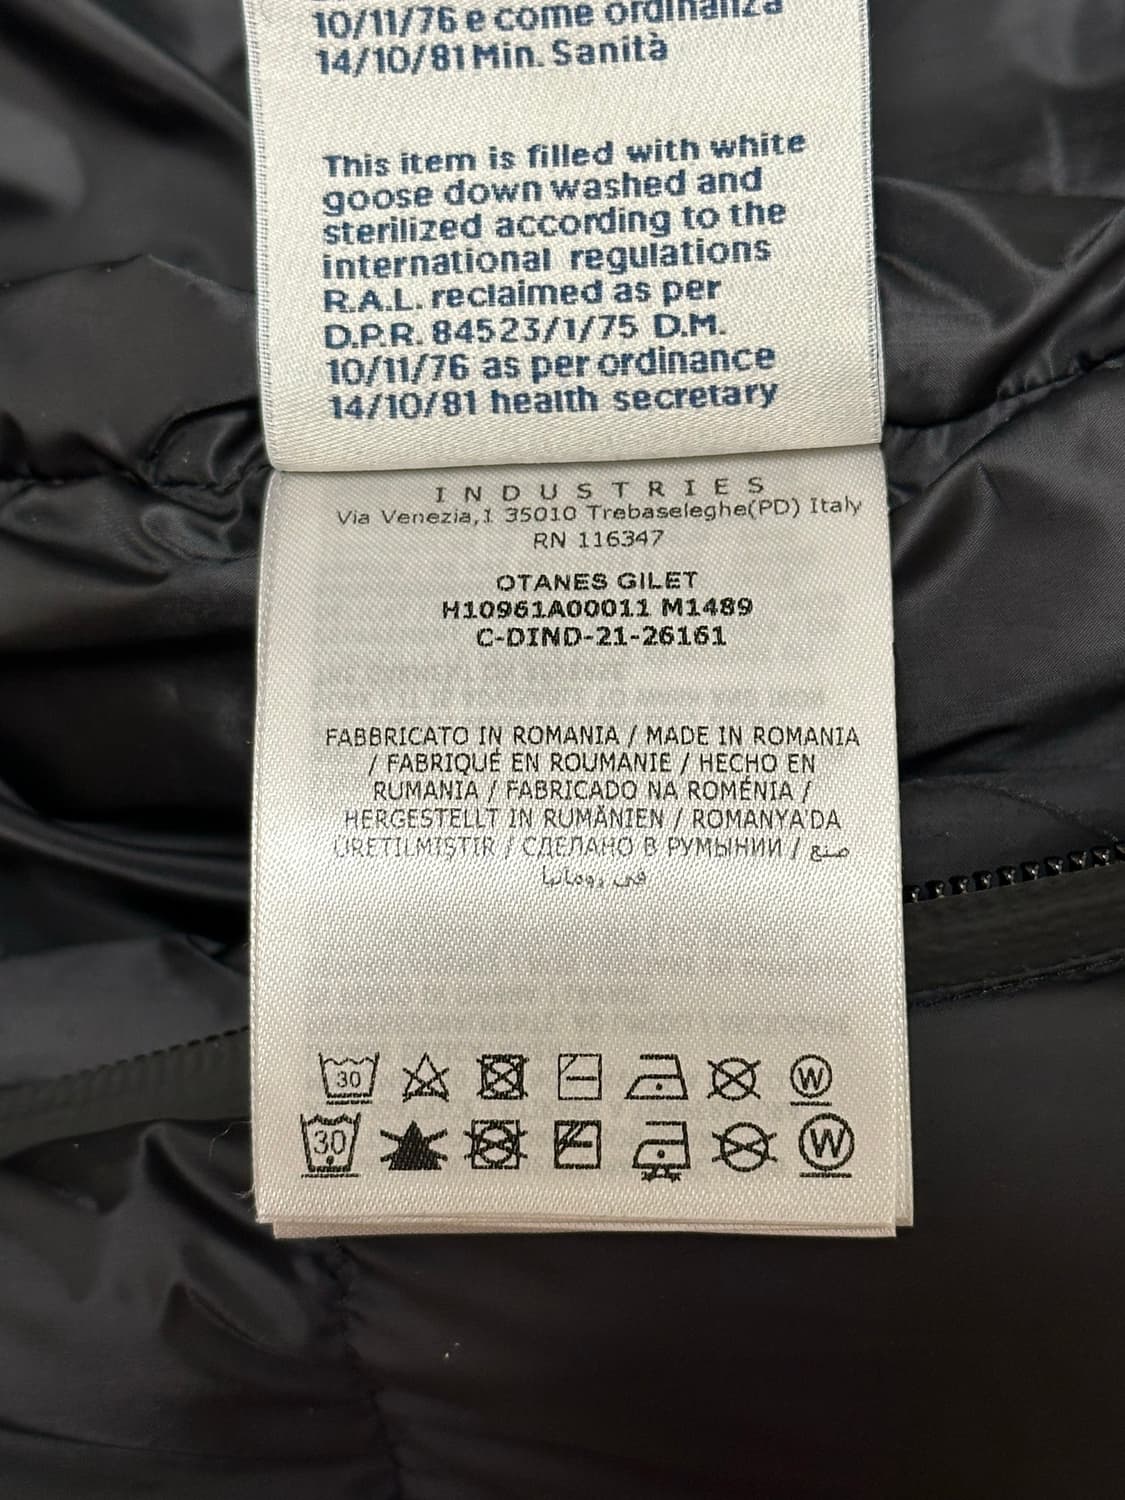 10/11/76 e come ordinanza
14/10/81 Min. Sanità
This item is filled with white
goose down washed and
sterilized according to the
international regulations
R.A.L. reclaimed as per
D.P.R. 84523/1/75 D.M.
10/11/76 as per ordinance
14/10/81 health secretary
INDUSTRIES
Via Venezia,1 35010 Trebaseleghe(PD) Italy
RN 116347
OTANES GILET
H10961A00011 M1489
C-DIND-21-26161
FABBRICATO IN ROMANIA / MADE IN ROMANIA
/ FABRIQUÉ EN ROUMANIE / HECHO EN
RUMANIA / FABRICADO NA ROMÉNIA /
HERGESTELLT IN RUMÄNIEN / ROMANYA'DA
ÜRETILMIŞTIR / СДЕЛАНО В РУМЫНИИ / صنع
في رومانيا
30 W
30 W